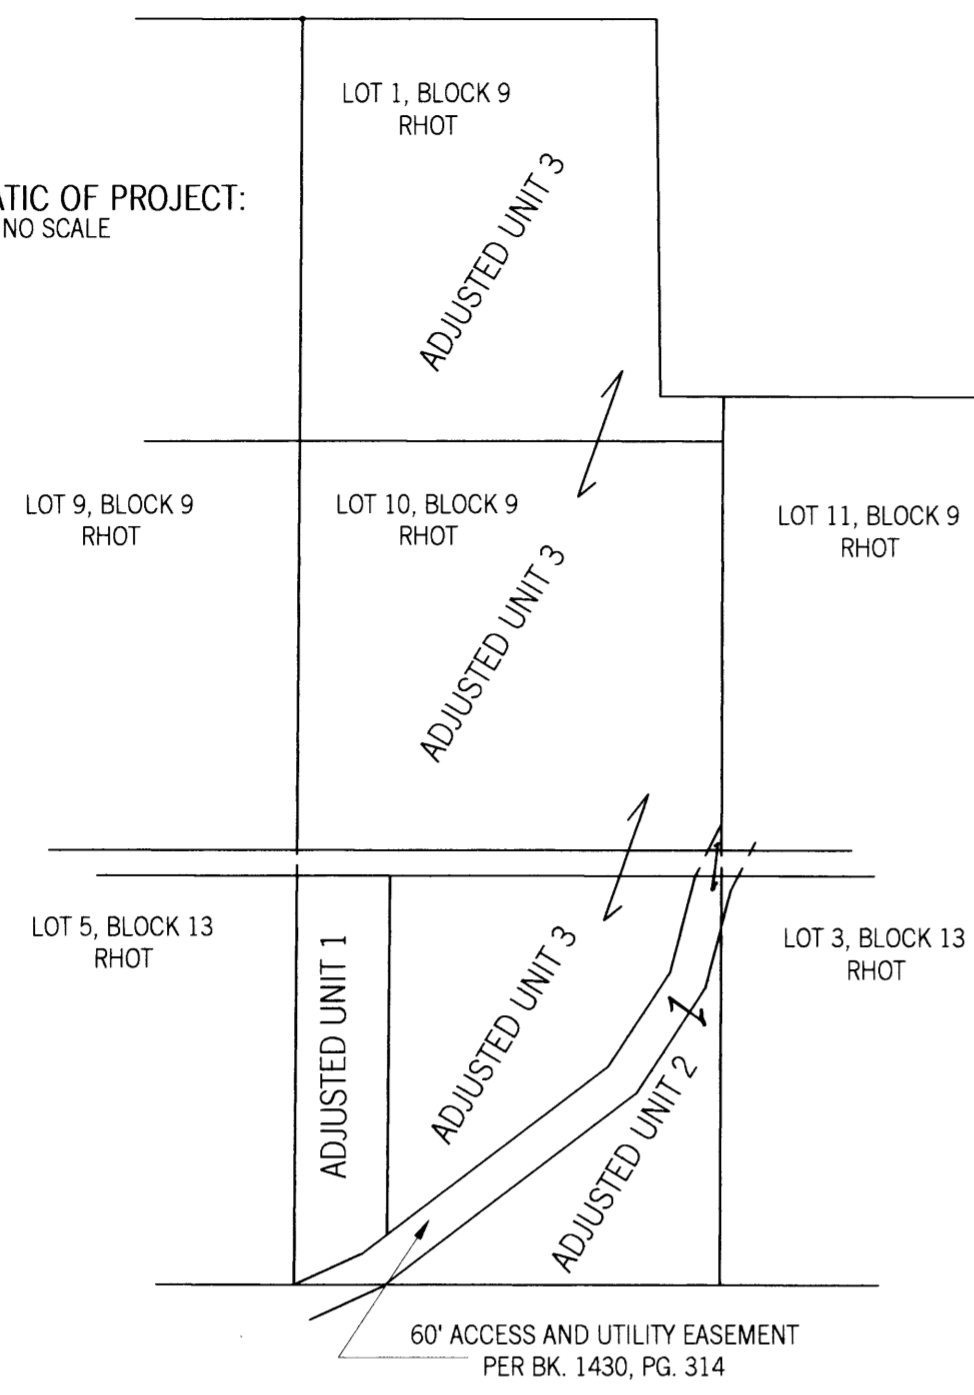 LOT 1, BLOCK 9
RHOT
OF PROJECT:
NO SCALE
ADJUSTED UNIT 3
LOT 9, BLOCK 9
RHOT
LOT 10, BLOCK 9
RHOT
LOT 11, BLOCK 9
RHOT
ADJUSTED UNIT 3
LOT 5, BLOCK 13
RHOT
ADJUSTED UNIT 1
ADJUSTED UNIT 3
LOT 3, BLOCK 13
RHOT
ADJUSTED UNIT 2
60' ACCESS AND UTILITY EASEMENT
PER BK. 1430, PG. 314